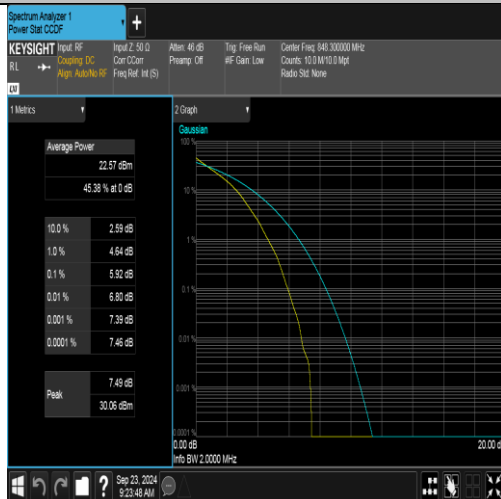 Spectrum Analyzer 1
Power Stat CCDF
KEYSIGHT
RL
Input: RF
Coupling: DC
Align: Auto/No RF
Input Z: 50 Ω
Corr CCorr
Freq Ref: Int (S)
Atten: 46 dB
Preamp: Off
Trig: Free Run
#IF Gain: Low
Center Freq: 848.300000 MHz
Counts: 10.0 M/10.0 Mpt
Radio Std: None
1 Metrics
2 Graph
Gaussian
Average Power
22.57 dBm
45.38 % at 0 dB
10.0 % 2.59 dB
1.0 % 4.64 dB
0.1 % 5.92 dB
0.01 % 6.80 dB
0.001 % 7.39 dB
0.0001 % 7.46 dB
Peak 7.49 dB
30.06 dBm
100 %
10 %
1 %
0.1 %
0.01 %
0.001 %
0.0001 %
0.00 dB
20.00 d
Info BW 2.0000 MHz
?
Sep 23, 2024
9:23:48 AM